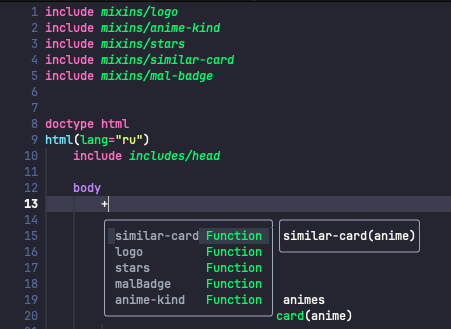 1 include mixins/logo
2 include mixins/anime-kind
3 include mixins/stars
4 include mixins/similar-card
5 include mixins/mal-badge
6
7
8 doctype html
9 html(lang="ru")
10 include includes/head
11
12 body
13 +
14
15 similar-card Function similar-card(anime)
16 logo Function
17 stars Function
18 malBadge Function
19 anime-kind Function animes
20 card(anime)